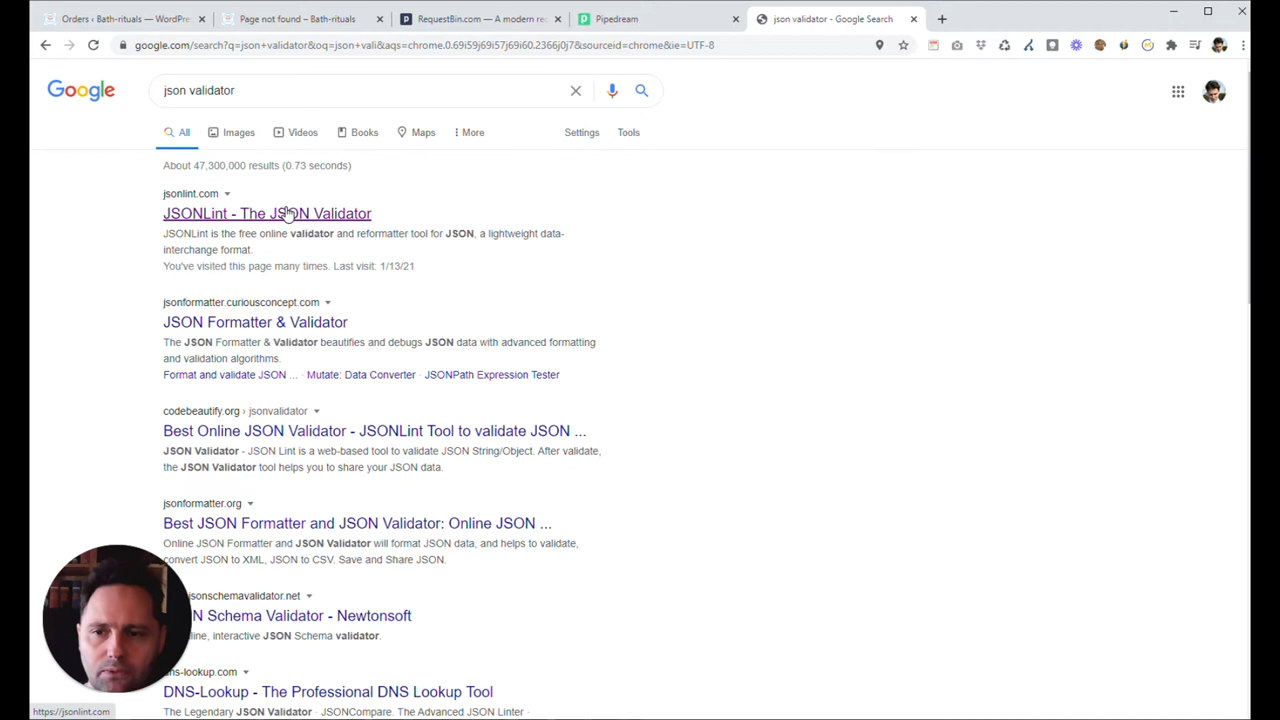 Orders ‹ Bath-rituals — WordPre
Page not found – Bath-rituals
RequestBin.com — A modern re
Pipedream
json validator - Google Search
google.com/search?q=json+validator&oq=json+vali&aqs=chrome.0.69i59j69i57j69i60.2366j0j7&sourceid=chrome&ie=UTF-8
Google
json validator
All
Images
Videos
Books
Maps
More
Settings
Tools
About 47,300,000 results (0.73 seconds)
jsonlint.com
JSONLint - The JSON Validator
JSONLint is the free online validator and reformatter tool for JSON, a lightweight data-
interchange format.
You've visited this page many times. Last visit: 1/13/21
jsonformatter.curiousconcept.com
JSON Formatter & Validator
The JSON Formatter & Validator beautifies and debugs JSON data with advanced formatting
and validation algorithms.
Format and validate JSON ... · Mutate: Data Converter · JSONPath Expression Tester
codebeautify.org › jsonvalidator
Best Online JSON Validator - JSONLint Tool to validate JSON ...
JSON Validator - JSON Lint is a web-based tool to validate JSON String/Object. After validate,
the JSON Validator tool helps you to share your JSON data.
jsonformatter.org
Best JSON Formatter and JSON Validator: Online JSON ...
Online JSON Formatter and JSON Validator will format JSON data, and helps to validate,
convert JSON to XML, JSON to CSV. Save and Share JSON.
jsonschemavalidator.net
N Schema Validator - Newtonsoft
line, interactive JSON Schema validator.
dns-lookup.com
DNS-Lookup - The Professional DNS Lookup Tool
The Legendary JSON Validator · JSONCompare. The Advanced JSON Linter ·
https://jsonlint.com